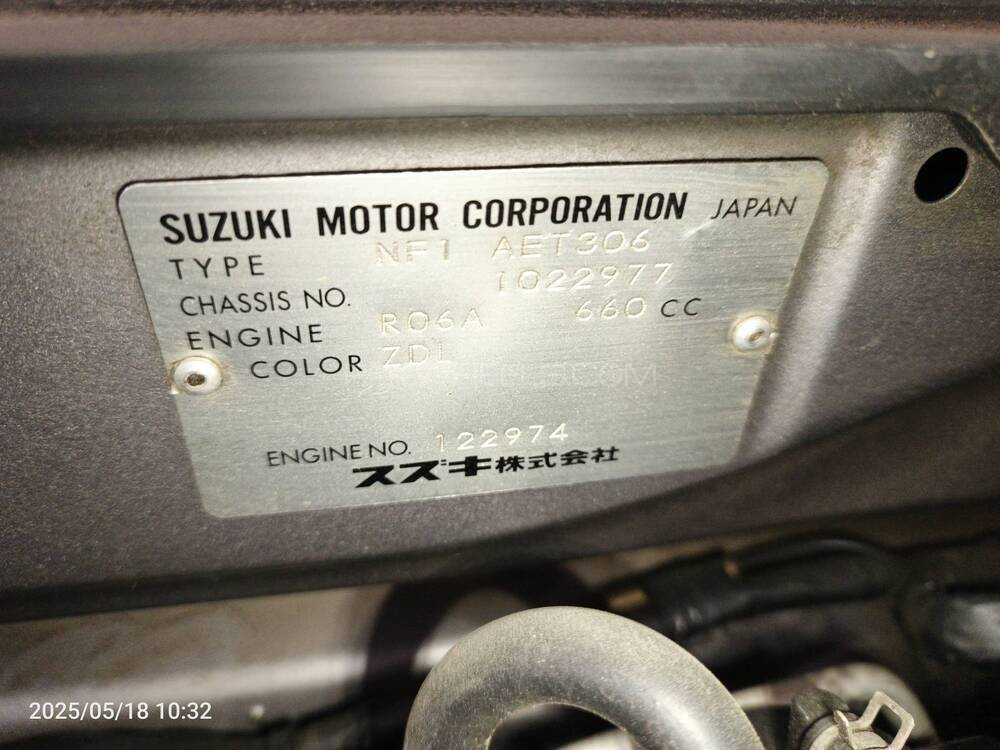 SUZUKI MOTOR CORPORATION JAPAN
TYPE NF1 AET306
CHASSIS NO. 1022977
ENGINE R06A 660 CC
COLOR ZDL
ENGINE NO. 122974
スズキ株式会社
2025/05/18 10:32